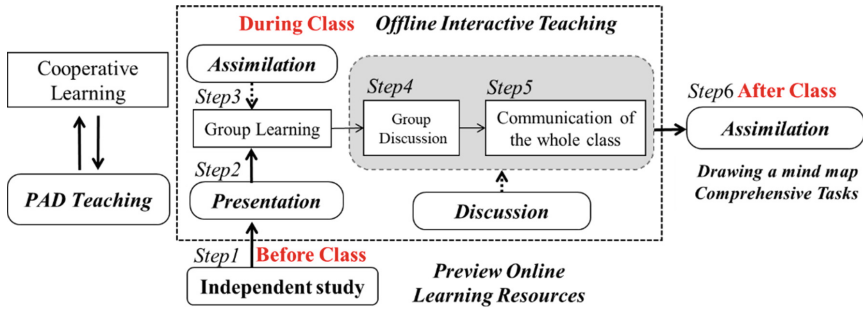 During Class Offline Interactive Teaching
Cooperative
Learning
PAD Teaching
Assimilation
Step3
Group Learning
Step2
Presentation
Step4
Group
Discussion
Step5
Communication of
the whole class
Discussion
Step6 After Class
Assimilation
Drawing a mind map
Comprehensive Tasks
Step1 Before Class
Independent study
Preview Online
Learning Resources